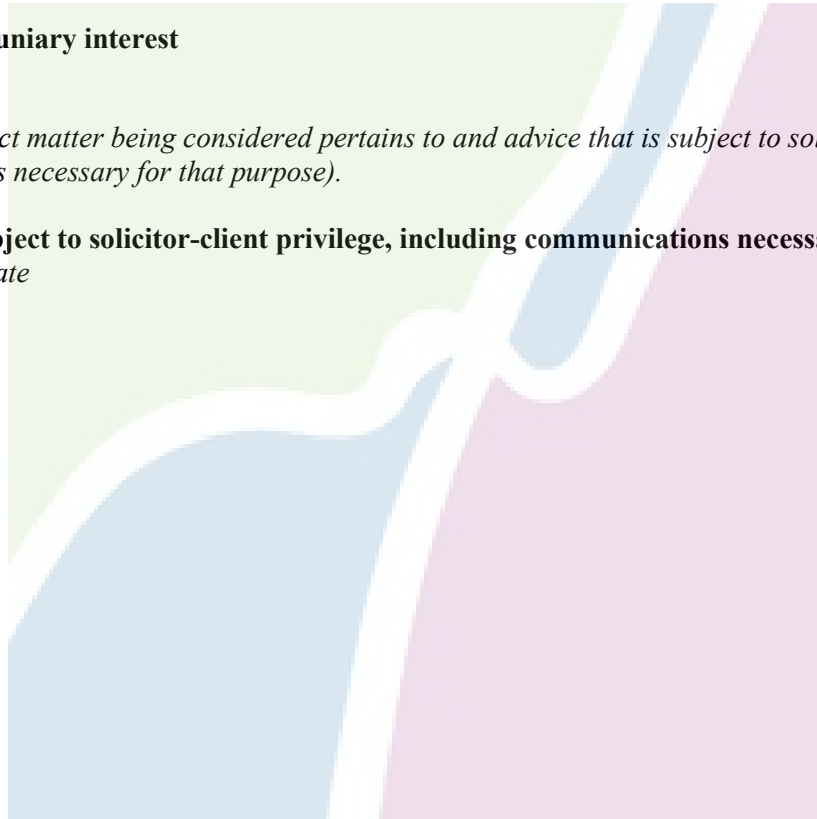 uniary interest
ct matter being considered pertains to and advice that is subject to so
s necessary for that purpose).
ject to solicitor-client privilege, including communications necess
ate